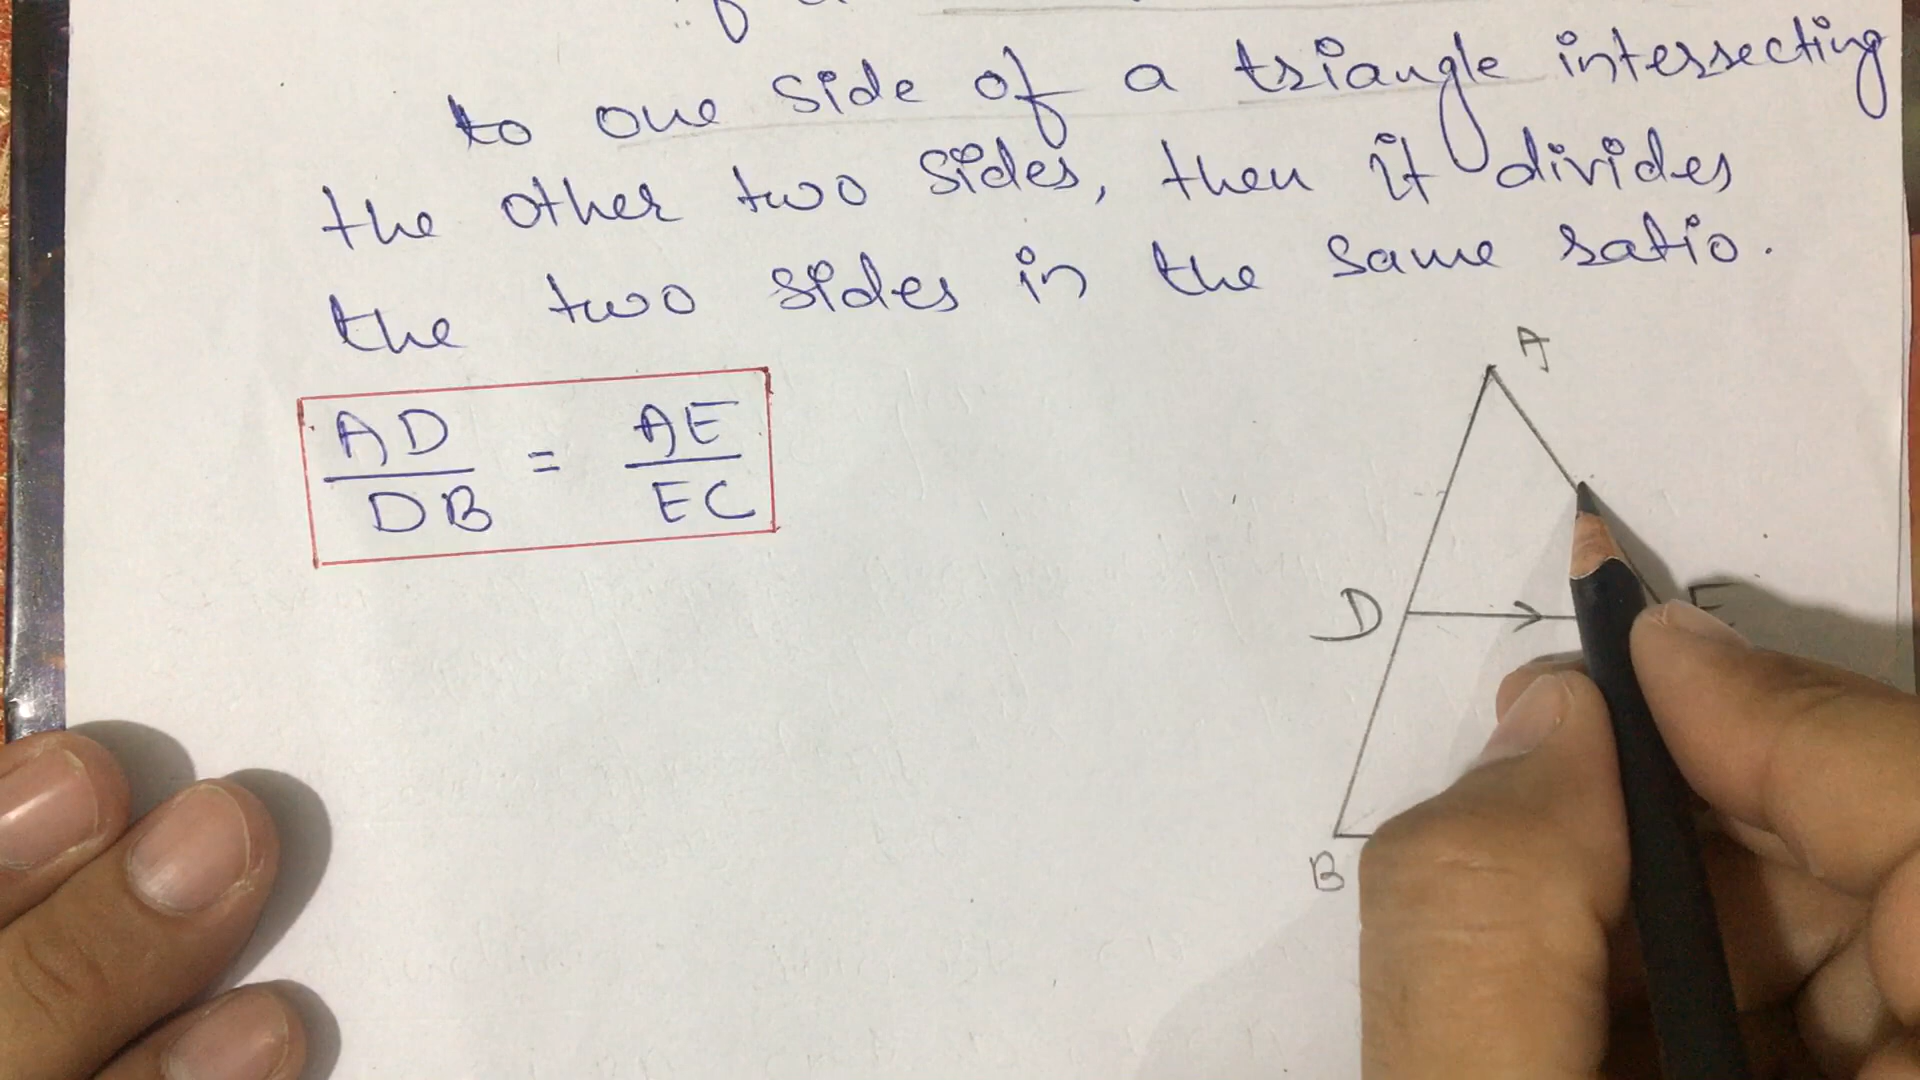 to one side of a triangle intersecting
the other two sides, then it divides
the two sides in the same ratio.
AD = AE
DB EC
A
D E
B